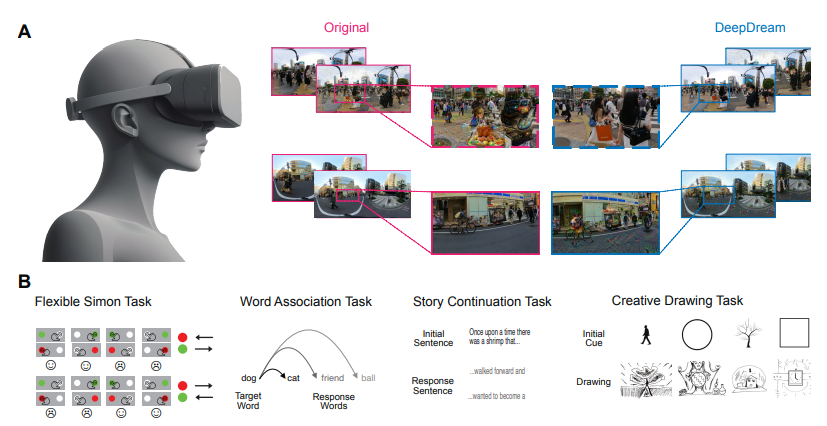 A
Original
DeepDream
B
Flexible Simon Task
Word Association Task
Story Continuation Task
Creative Drawing Task
dog
cat
friend
ball
Target
Word
Response
Words
Initial
Sentence
Once upon a time there
was a shrimp that...
Response
Sentence
...walked forward and
...wanted to become a
Initial
Cue
Drawing